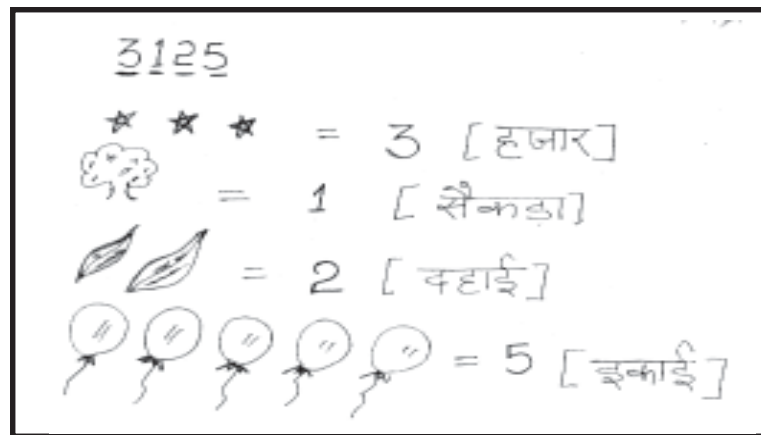 3125
= 3 [हजार]
= 1 [सैकड़ा]
= 2 [दहाई]
= 5 [इकाई]